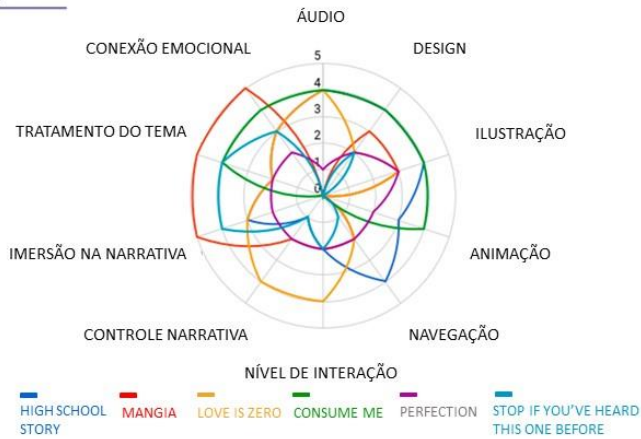 ÁUDIO
CONEXÃO EMOCIONAL
DESIGN
5
4
3
2
1
0
TRATAMENTO DO TEMA
ILUSTRAÇÃO
IMERSÃO NA NARRATIVA
ANIMAÇÃO
CONTROLE NARRATIVA
NAVEGAÇÃO
NÍVEL DE INTERAÇÃO
HIGH SCHOOL
STORY
MANGIA
LOVE IS ZERO
CONSUME ME
PERFECTION
STOP IF YOU'VE HEARD
THIS ONE BEFORE